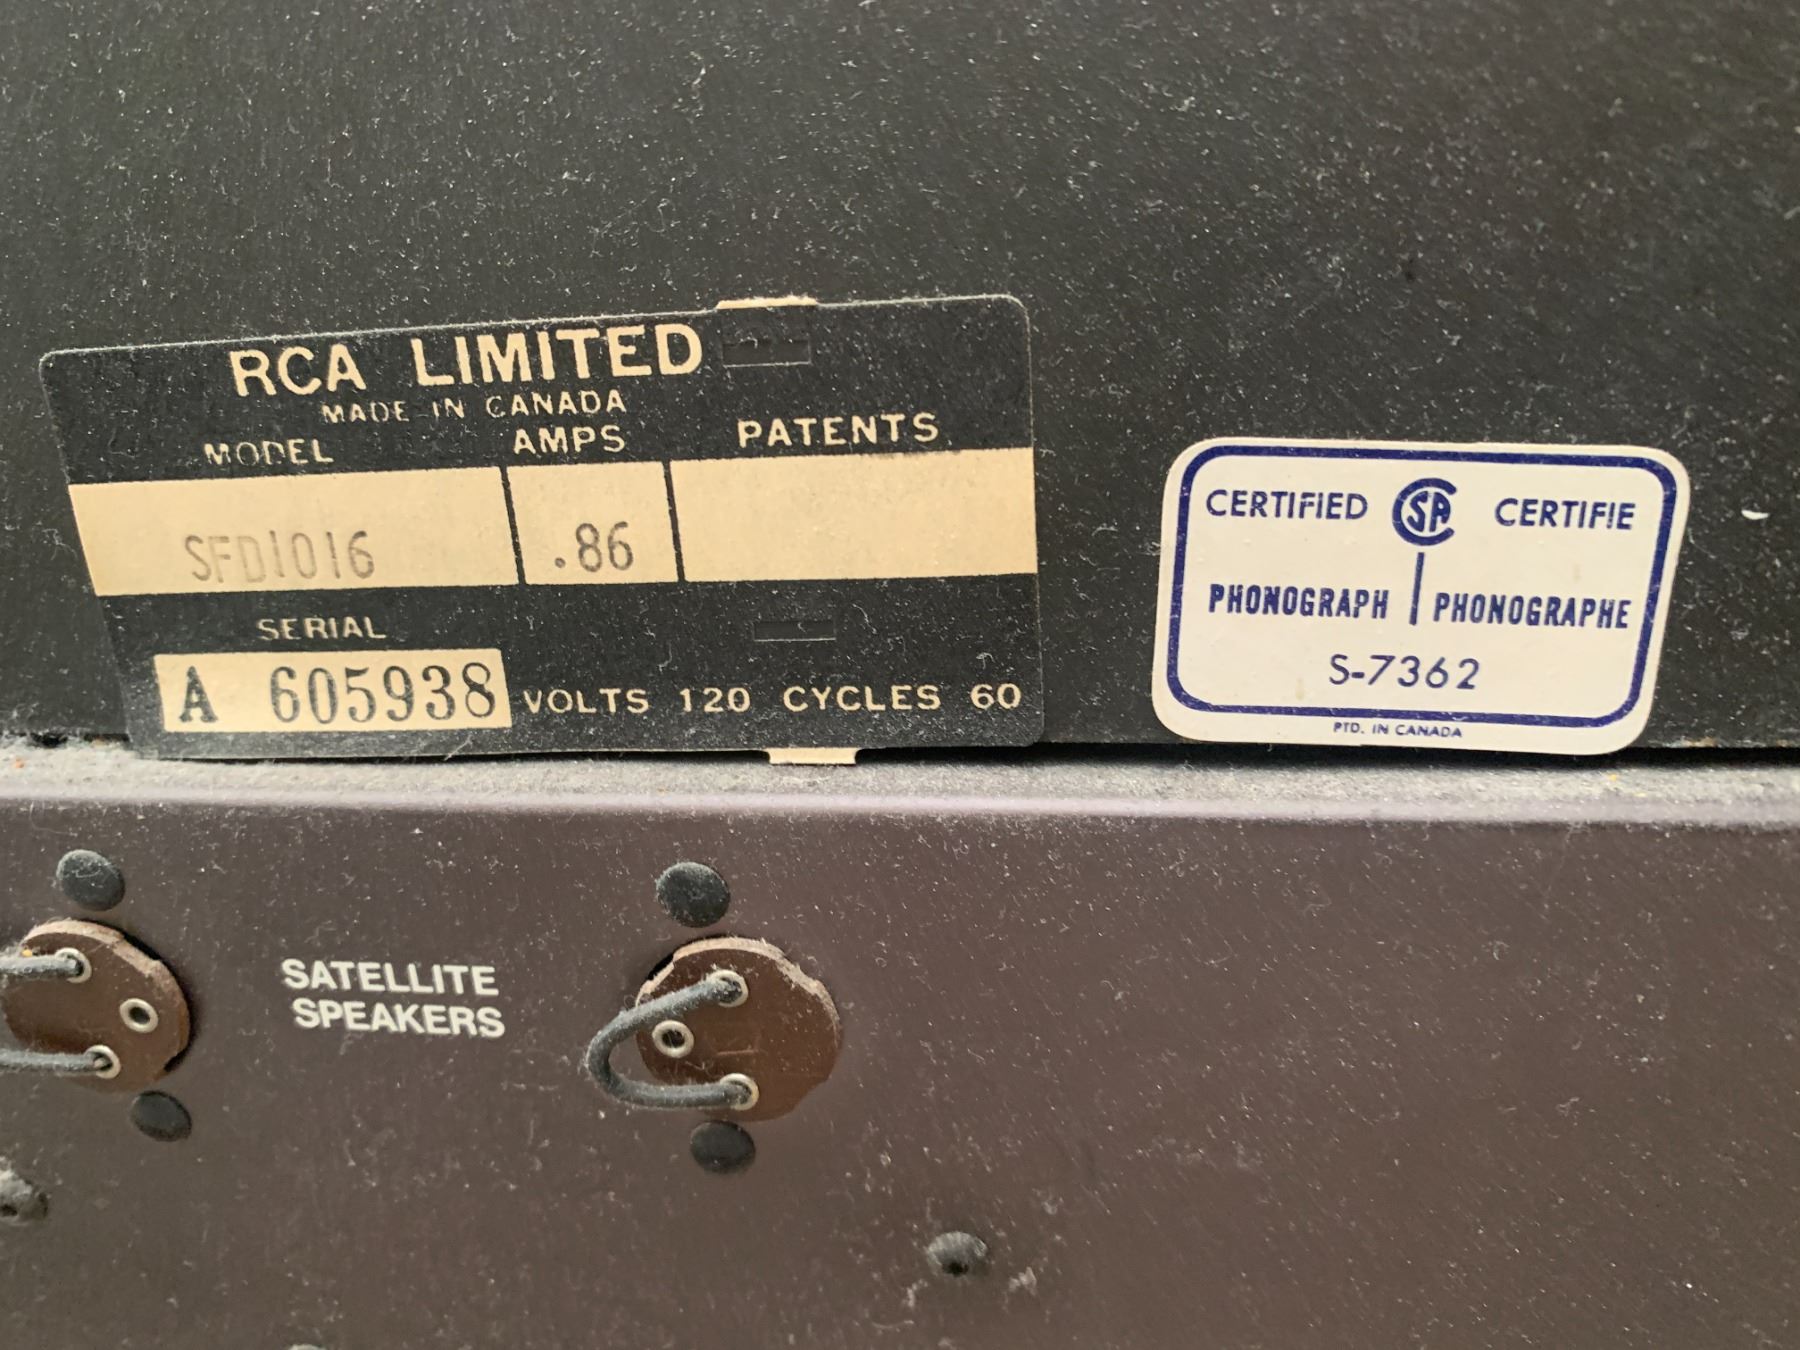 RCA LIMITED
MADE IN CANADA
MODEL AMPS PATENTS
SFD1016 .86
SERIAL
A 605938 VOLTS 120 CYCLES 60
CERTIFIED SA CERTIFIE
PHONOGRAPH PHONOGRAPHE
S-7362
PTD. IN CANADA
SATELLITE
SPEAKERS